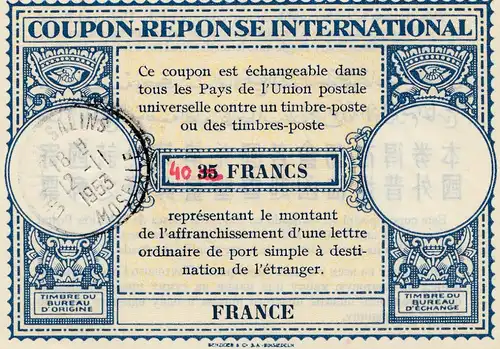 COUPON-REPONSE INTERNATIONAL
Ce coupon est échangeable dans
tous les Pays de l'Union postale
universelle contre un timbre-poste
ou des timbres-poste
SALINS
18 H
12-11
1953
MOSELLE
40 35 FRANCS
représentant le montant
de l'affranchissement d'une lettre
ordinaire de port simple à desti-
nation de l'étranger.
TIMBRE DU
BUREAU
D'ORIGINE
FRANCE
TIMBRE DU
BUREAU
D'ÉCHANGE